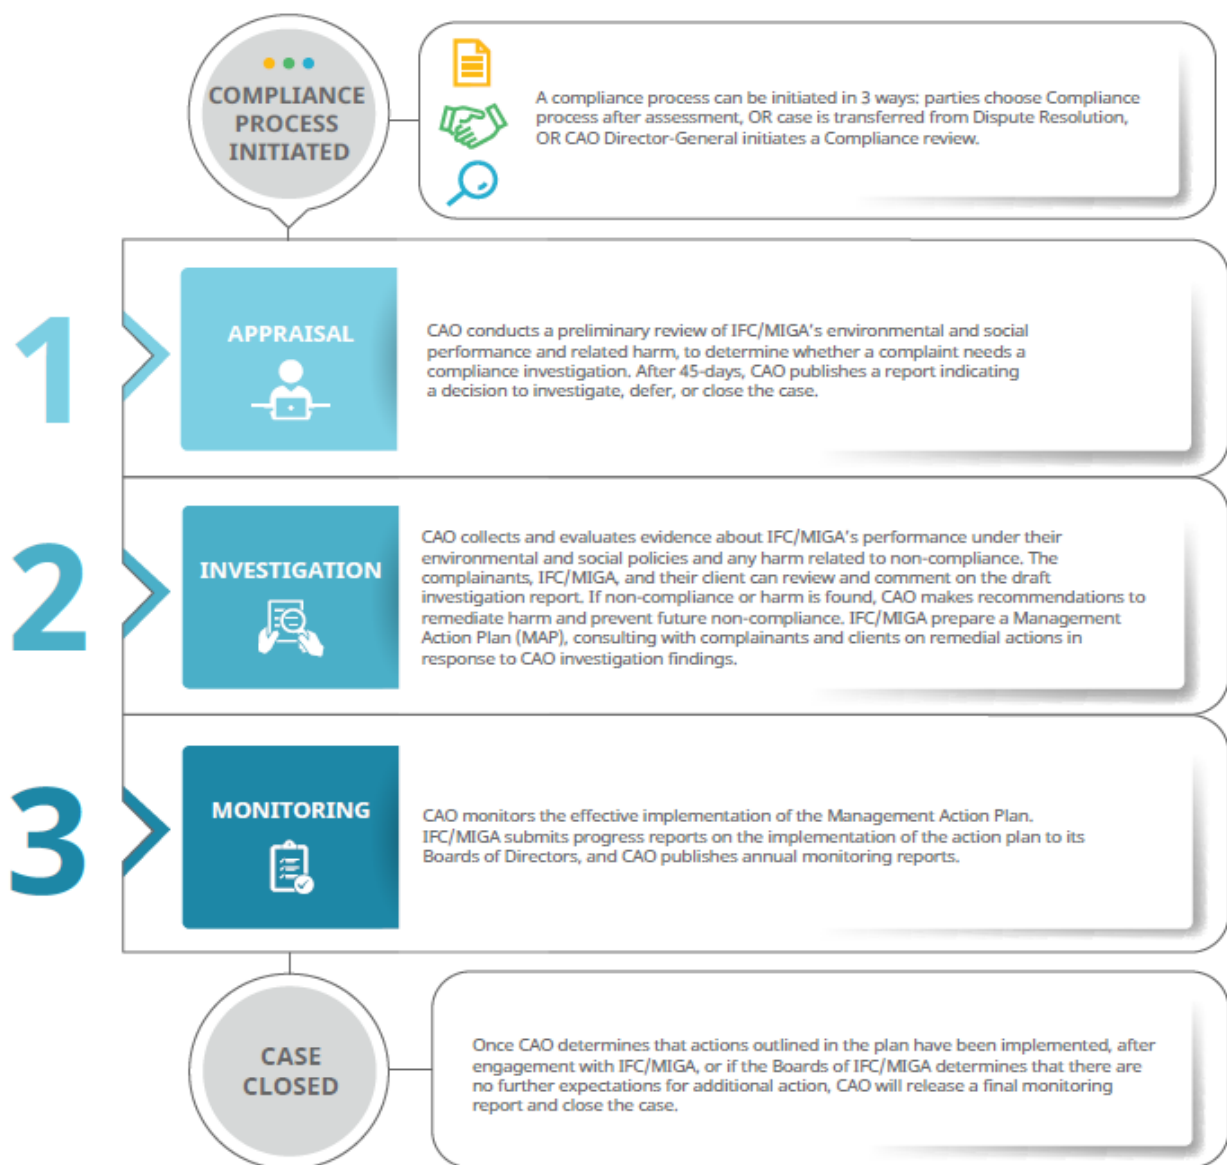 COMPLIANCE
PROCESS
INITIATED
A compliance process can be initiated in 3 ways: parties choose Compliance
process after assessment, OR case is transferred from Dispute Resolution,
OR CAO Director-General initiates a Compliance review.
1
APPRAISAL
CAO conducts a preliminary review of IFC/MIGA's environmental and social
performance and related harm, to determine whether a complaint needs a
compliance investigation. After 45-days, CAO publishes a report indicating
a decision to investigate, defer, or close the case.
2
INVESTIGATION
CAO collects and evaluates evidence about IFC/MIGA's performance under their
environmental and social policies and any harm related to non-compliance. The
complainants, IFC/MIGA, and their client can review and comment on the draft
investigation report. If non-compliance or harm is found, CAO makes recommendations to
remediate harm and prevent future non-compliance. IFC/MIGA prepare a Management
Action Plan (MAP), consulting with complainants and clients on remedial actions in
response to CAO investigation findings.
3
MONITORING
CAO monitors the effective implementation of the Management Action Plan.
IFC/MIGA submits progress reports on the implementation of the action plan to its
Boards of Directors, and CAO publishes annual monitoring reports.
CASE
CLOSED
Once CAO determines that actions outlined in the plan have been implemented, after
engagement with IFC/MIGA, or if the Boards of IFC/MIGA determines that there are
no further expectations for additional action, CAO will release a final monitoring
report and close the case.